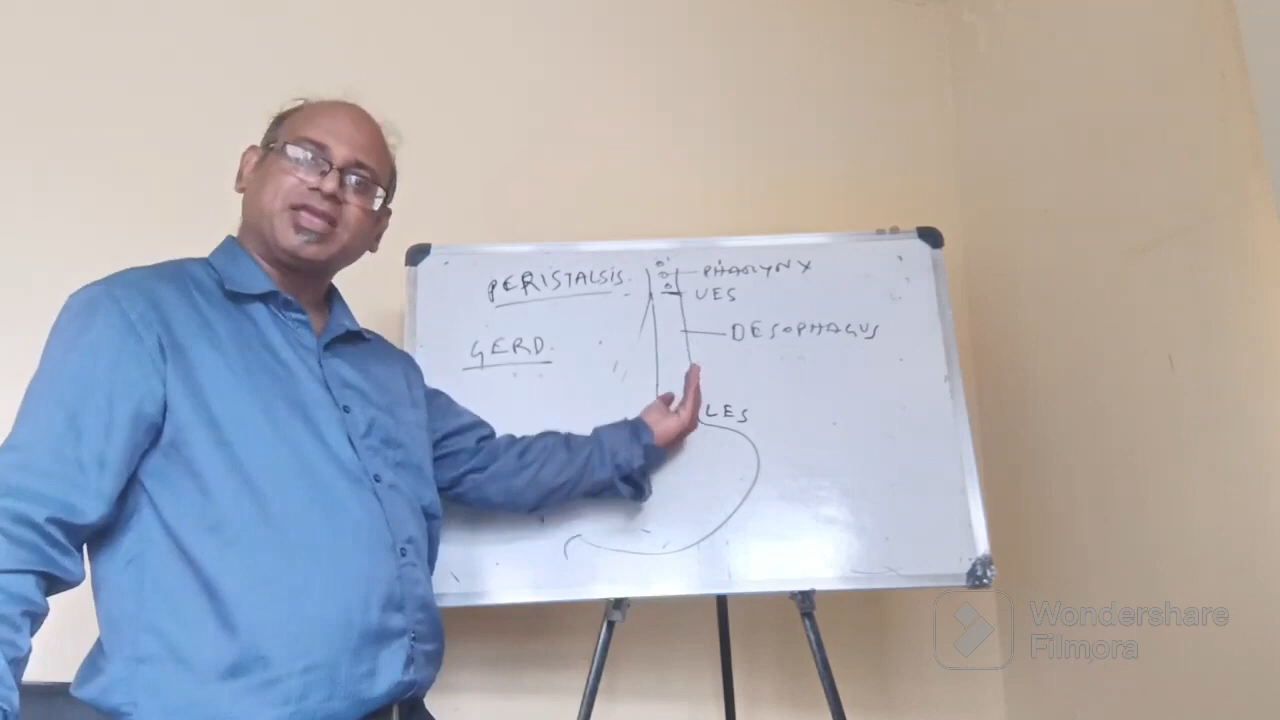 PERISTALSIS.
PHARYNX
UES
OESOPHAGUS
GERD.
LES
Wondershare
Filmora